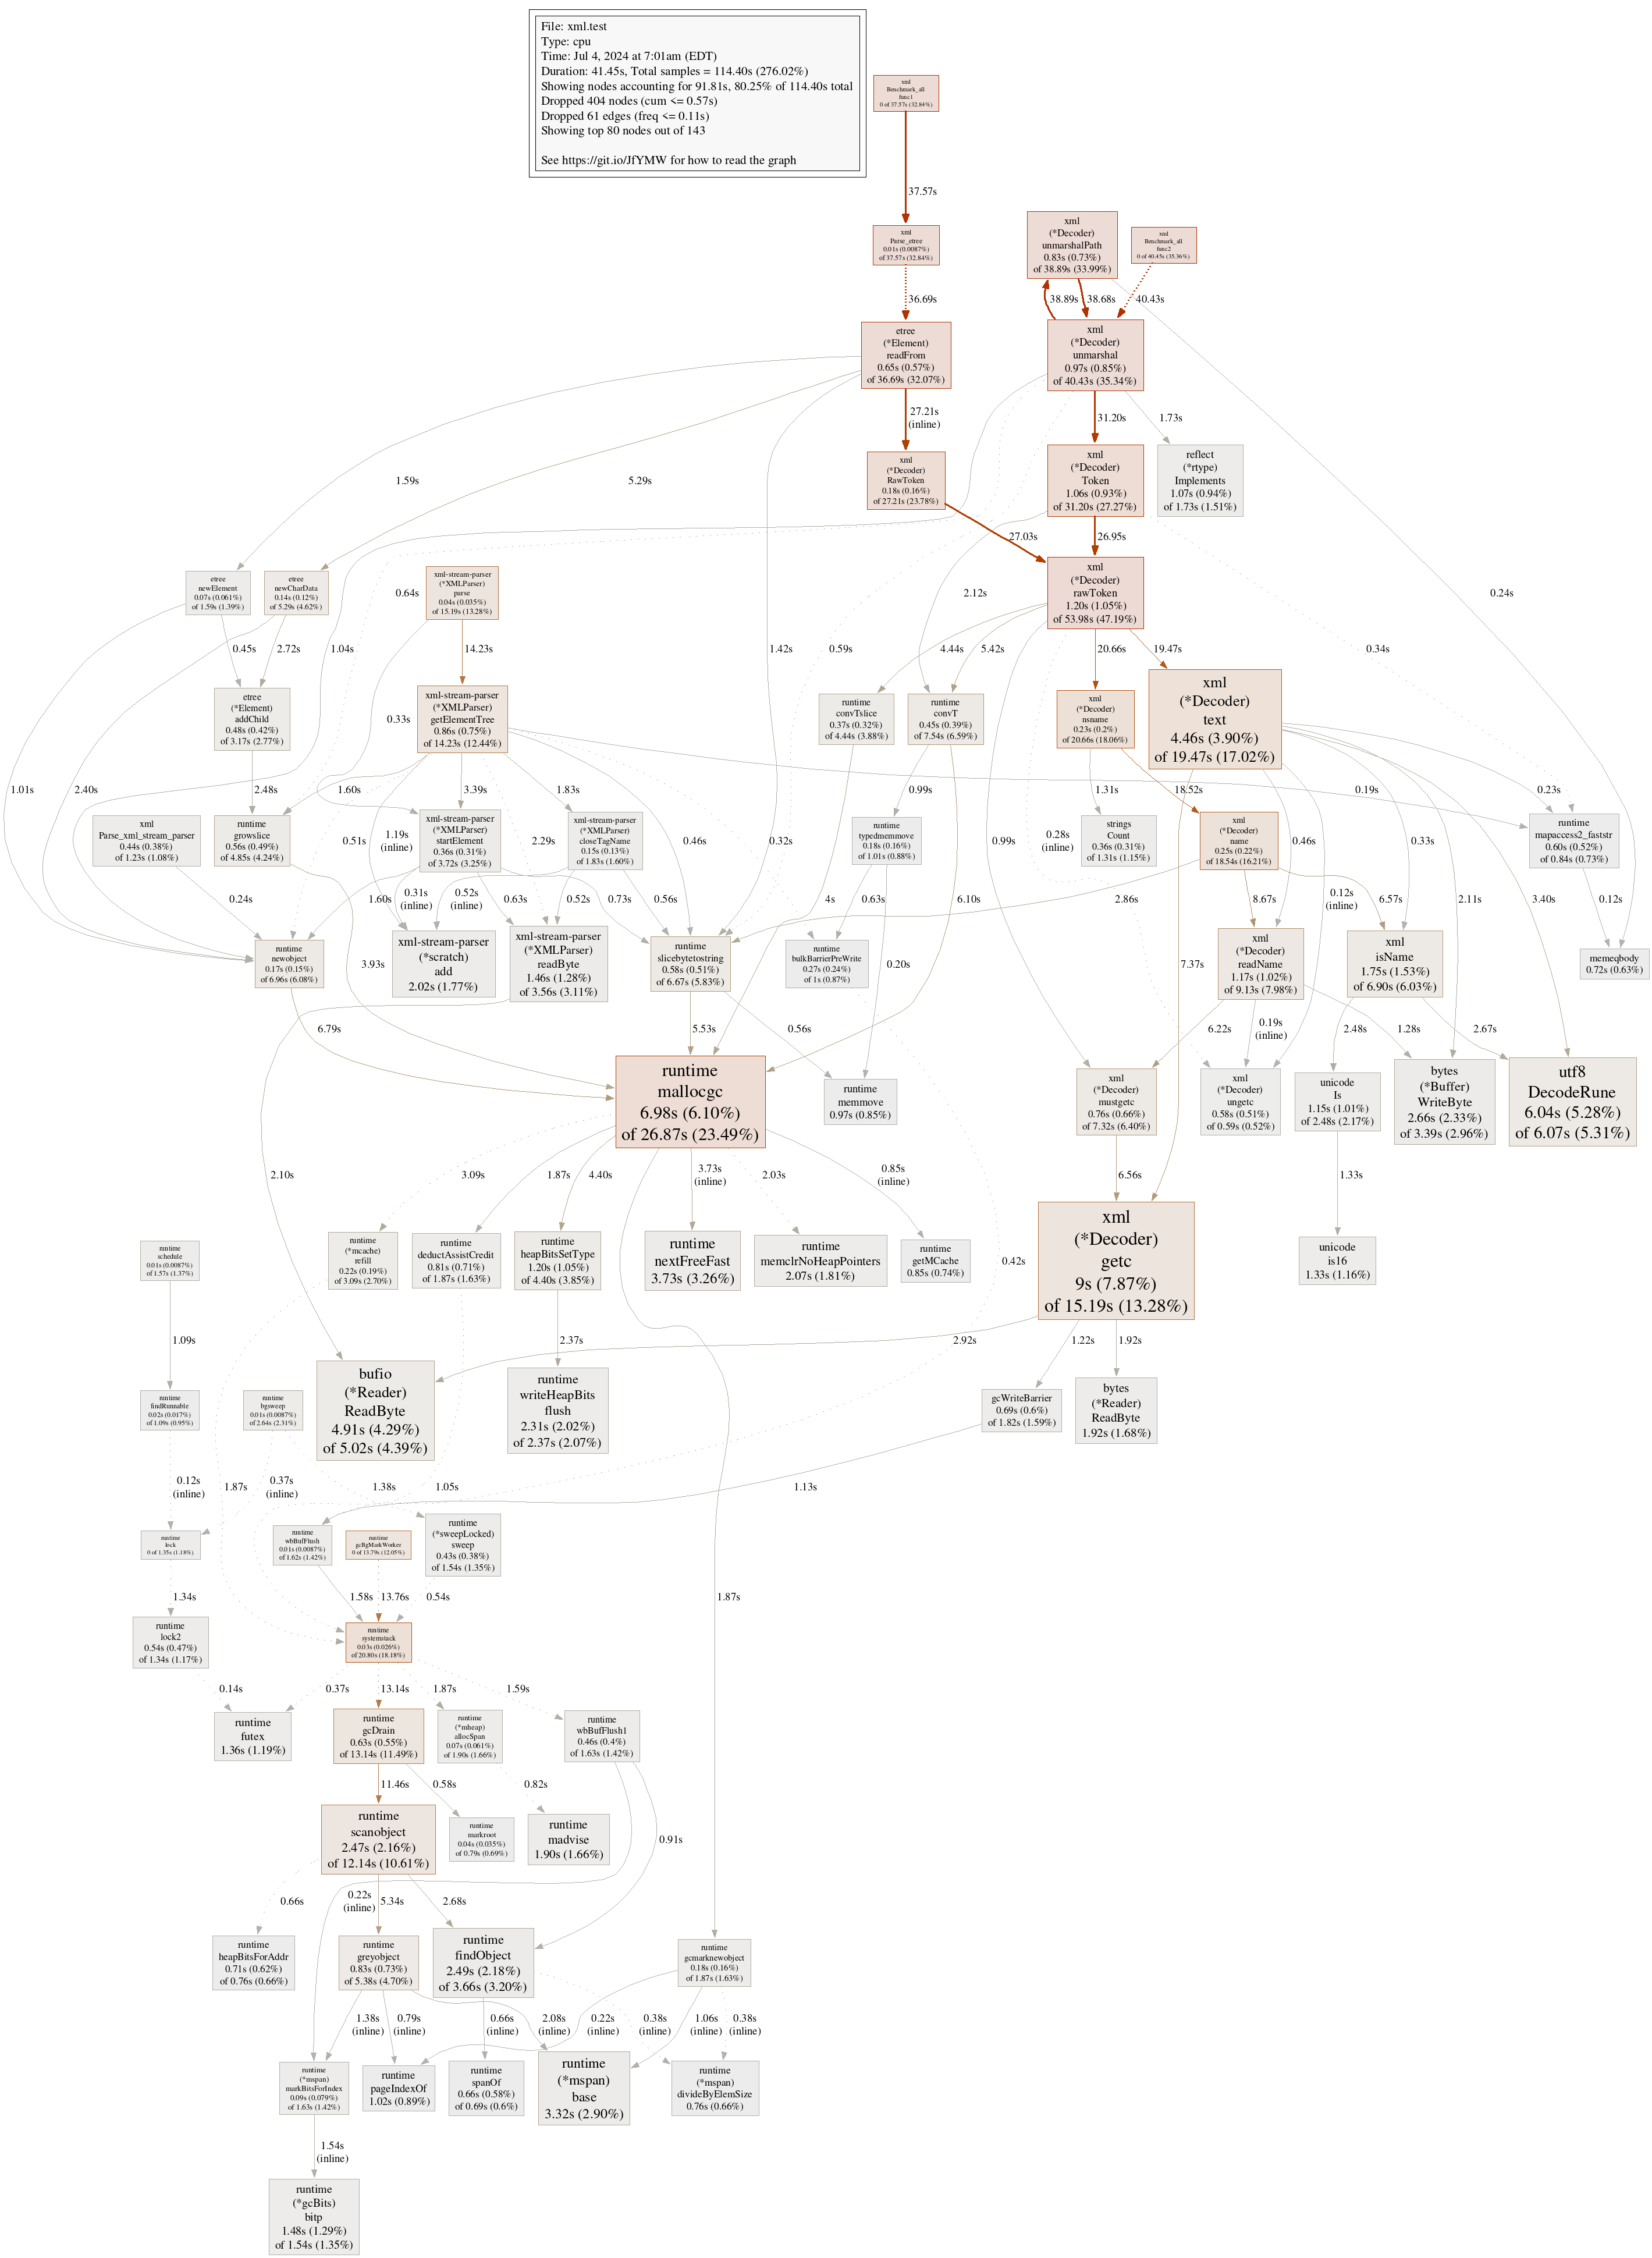 File: xml.test
Type: cpu
Time: Jul 4, 2024 at 7:01am (EDT)
Duration: 41.45s, Total samples = 114.40s (276.02%)
Showing nodes accounting for 91.81s, 80.25% of 114.40s total
Dropped 404 nodes (cum <= 0.57s)
Dropped 61 edges (freq <= 0.11s)
Showing top 80 nodes out of 143
See https://git.io/JfYMW for how to read the graph
xml
Benchmark_all
func1
0 of 37.57s (32.84%)
37.57s
xml
Parse_etree
0.01s (0.0087%)
of 37.57s (32.84%)
xml
(*Decoder)
unmarshalPath
0.83s (0.73%)
of 38.89s (33.99%)
xml
Benchmark_all
func2
0 of 40.45s (35.36%)
36.69s
38.89s
38.68s
40.43s
etree
(*Element)
readFrom
0.65s (0.57%)
of 36.69s (32.07%)
xml
(*Decoder)
unmarshal
0.97s (0.85%)
of 40.43s (35.34%)
27.21s
(inline)
31.20s
1.73s
xml
(*Decoder)
RawToken
0.18s (0.16%)
of 27.21s (23.78%)
xml
(*Decoder)
Token
1.06s (0.93%)
of 31.20s (27.27%)
reflect
(*rtype)
Implements
1.07s (0.94%)
of 1.73s (1.51%)
1.59s
5.29s
27.03s
26.95s
etree
newElement
0.07s (0.061%)
of 1.59s (1.39%)
etree
newCharData
0.14s (0.12%)
of 5.29s (4.62%)
xml-stream-parser
(*XMLParser)
parse
0.04s (0.035%)
of 15.19s (13.28%)
xml
(*Decoder)
rawToken
1.20s (1.05%)
of 53.98s (47.19%)
0.64s
2.12s
0.24s
0.45s
2.72s
1.04s
14.23s
1.42s
0.59s
4.44s
5.42s
20.66s
19.47s
0.34s
etree
(*Element)
addChild
0.48s (0.42%)
of 3.17s (2.77%)
xml-stream-parser
(*XMLParser)
getElementTree
0.86s (0.75%)
of 14.23s (12.44%)
runtime
convTslice
0.37s (0.32%)
of 4.44s (3.88%)
runtime
convT
0.45s (0.39%)
of 7.54s (6.59%)
xml
(*Decoder)
nsname
0.23s (0.2%)
of 20.66s (18.06%)
xml
(*Decoder)
text
4.46s (3.90%)
of 19.47s (17.02%)
0.33s
1.01s
2.40s
2.48s
1.60s
3.39s
1.83s
0.99s
1.31s
18.52s
0.19s
0.23s
xml
Parse_xml_stream_parser
0.44s (0.38%)
of 1.23s (1.08%)
runtime
growslice
0.56s (0.49%)
of 4.85s (4.24%)
xml-stream-parser
(*XMLParser)
startElement
0.36s (0.31%)
of 3.72s (3.25%)
xml-stream-parser
(*XMLParser)
closeTagName
0.15s (0.13%)
of 1.83s (1.60%)
runtime
typedmemmove
0.18s (0.16%)
of 1.01s (0.88%)
strings
Count
0.36s (0.31%)
of 1.31s (1.15%)
xml
(*Decoder)
name
0.25s (0.22%)
of 18.54s (16.21%)
runtime
mapaccess2_faststr
0.60s (0.52%)
of 0.84s (0.73%)
0.51s
1.19s
(inline)
2.29s
0.46s
0.32s
0.99s
0.28s
(inline)
0.46s
0.33s
0.24s
1.60s
0.31s
(inline)
0.52s
(inline)
0.63s
0.52s
0.73s
0.56s
4s
0.63s
6.10s
2.86s
8.67s
0.12s
(inline)
6.57s
2.11s
3.40s
0.12s
runtime
newobject
0.17s (0.15%)
of 6.96s (6.08%)
xml-stream-parser
(*scratch)
add
2.02s (1.77%)
xml-stream-parser
(*XMLParser)
readByte
1.46s (1.28%)
of 3.56s (3.11%)
runtime
slicebytetostring
0.58s (0.51%)
of 6.67s (5.83%)
runtime
bulkBarrierPreWrite
0.27s (0.24%)
of 1s (0.87%)
xml
(*Decoder)
readName
1.17s (1.02%)
of 9.13s (7.98%)
xml
isName
1.75s (1.53%)
of 6.90s (6.03%)
memeqbody
0.72s (0.63%)
3.93s
0.20s
7.37s
6.79s
5.53s
0.56s
6.22s
0.19s
(inline)
1.28s
2.48s
2.67s
runtime
mallocgc
6.98s (6.10%)
of 26.87s (23.49%)
runtime
memmove
0.97s (0.85%)
xml
(*Decoder)
mustgetc
0.76s (0.66%)
of 7.32s (6.40%)
xml
(*Decoder)
ungetc
0.58s (0.51%)
of 0.59s (0.52%)
unicode
Is
1.15s (1.01%)
of 2.48s (2.17%)
bytes
(*Buffer)
WriteByte
2.66s (2.33%)
of 3.39s (2.96%)
utf8
DecodeRune
6.04s (5.28%)
of 6.07s (5.31%)
2.10s
3.09s
1.87s
4.40s
3.73s
(inline)
2.03s
0.85s
(inline)
6.56s
1.33s
runtime
schedule
0.01s (0.0087%)
of 1.57s (1.37%)
runtime
(*mcache)
refill
0.22s (0.19%)
of 3.09s (2.70%)
runtime
deductAssistCredit
0.81s (0.71%)
of 1.87s (1.63%)
runtime
heapBitsSetType
1.20s (1.05%)
of 4.40s (3.85%)
runtime
nextFreeFast
3.73s (3.26%)
runtime
memclrNoHeapPointers
2.07s (1.81%)
runtime
getMCache
0.85s (0.74%)
0.42s
xml
(*Decoder)
getc
9s (7.87%)
of 15.19s (13.28%)
unicode
is16
1.33s (1.16%)
1.09s
2.37s
2.92s
1.22s
1.92s
runtime
findRunnable
0.02s (0.017%)
of 1.09s (0.95%)
runtime
bgsweep
0.01s (0.0087%)
of 2.64s (2.31%)
bufio
(*Reader)
ReadByte
4.91s (4.29%)
of 5.02s (4.39%)
runtime
writeHeapBits
flush
2.31s (2.02%)
of 2.37s (2.07%)
gcWriteBarrier
0.69s (0.6%)
of 1.82s (1.59%)
bytes
(*Reader)
ReadByte
1.92s (1.68%)
0.12s
(inline)
1.87s
0.37s
(inline)
1.38s
1.05s
1.13s
runtime
lock
0 of 1.35s (1.18%)
runtime
wbBufFlush
0.01s (0.0087%)
of 1.62s (1.42%)
runtime
gcBgMarkWorker
0 of 13.79s (12.05%)
runtime
(*sweepLocked)
sweep
0.43s (0.38%)
of 1.54s (1.35%)
1.34s
1.58s
13.76s
0.54s
1.87s
runtime
lock2
0.54s (0.47%)
of 1.34s (1.17%)
runtime
systemstack
0.03s (0.026%)
of 20.80s (18.18%)
0.14s
0.37s
13.14s
1.87s
1.59s
runtime
futex
1.36s (1.19%)
runtime
gcDrain
0.63s (0.55%)
of 13.14s (11.49%)
runtime
(*mheap)
allocSpan
0.07s (0.061%)
of 1.90s (1.66%)
runtime
wbBufFlush1
0.46s (0.4%)
of 1.63s (1.42%)
11.46s
0.58s
0.82s
runtime
scanobject
2.47s (2.16%)
of 12.14s (10.61%)
runtime
markroot
0.04s (0.035%)
of 0.79s (0.69%)
runtime
madvise
1.90s (1.66%)
0.91s
0.66s
0.22s
(inline)
5.34s
2.68s
runtime
heapBitsForAddr
0.71s (0.62%)
of 0.76s (0.66%)
runtime
greyobject
0.83s (0.73%)
of 5.38s (4.70%)
runtime
findObject
2.49s (2.18%)
of 3.66s (3.20%)
runtime
gcmarknewobject
0.18s (0.16%)
of 1.87s (1.63%)
1.38s
(inline)
0.79s
(inline)
0.66s
(inline)
2.08s
(inline)
0.22s
(inline)
0.38s
(inline)
1.06s
(inline)
0.38s
(inline)
runtime
(*mspan)
markBitsForIndex
0.09s (0.079%)
of 1.63s (1.42%)
runtime
pageIndexOf
1.02s (0.89%)
runtime
spanOf
0.66s (0.58%)
of 0.69s (0.6%)
runtime
(*mspan)
base
3.32s (2.90%)
runtime
(*mspan)
divideByElemSize
0.76s (0.66%)
1.54s
(inline)
runtime
(*gcBits)
bitp
1.48s (1.29%)
of 1.54s (1.35%)